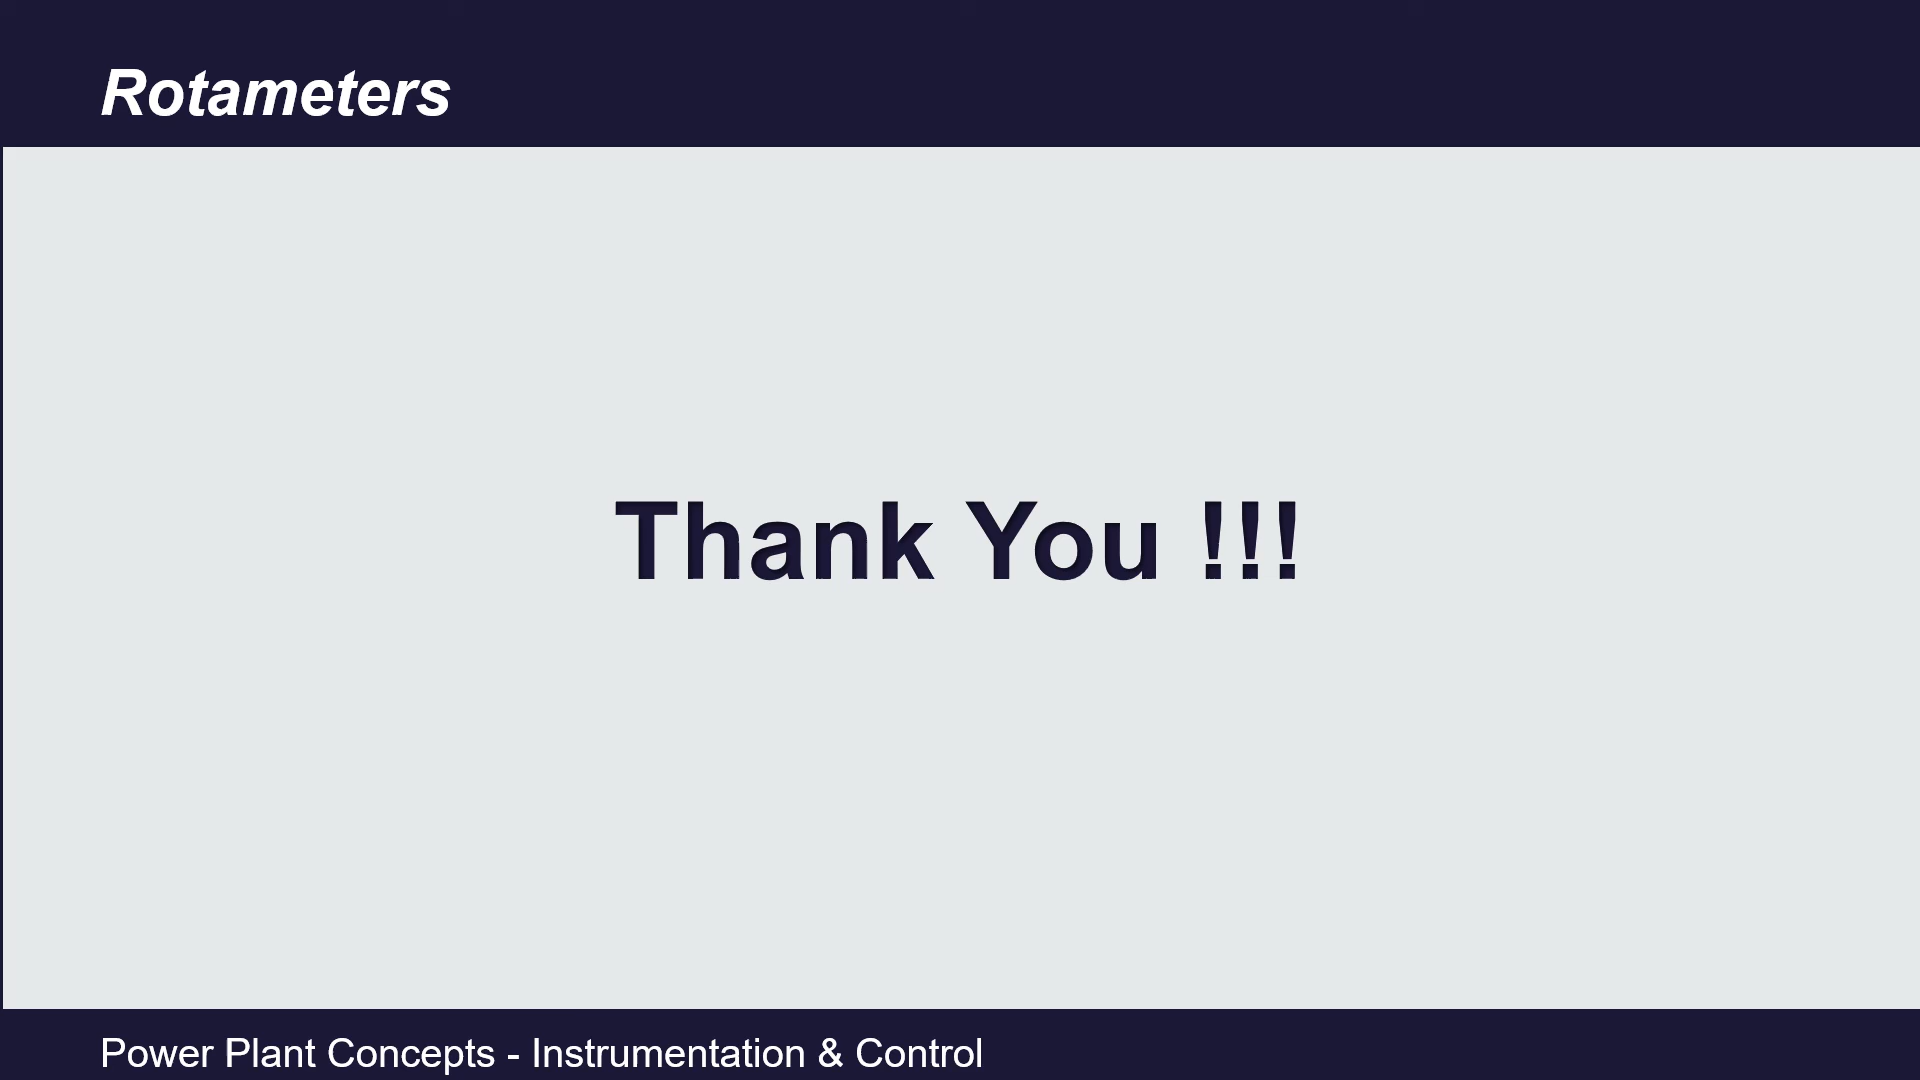 Rotameters
Thank You !!!
Power Plant Concepts - Instrumentation & Control